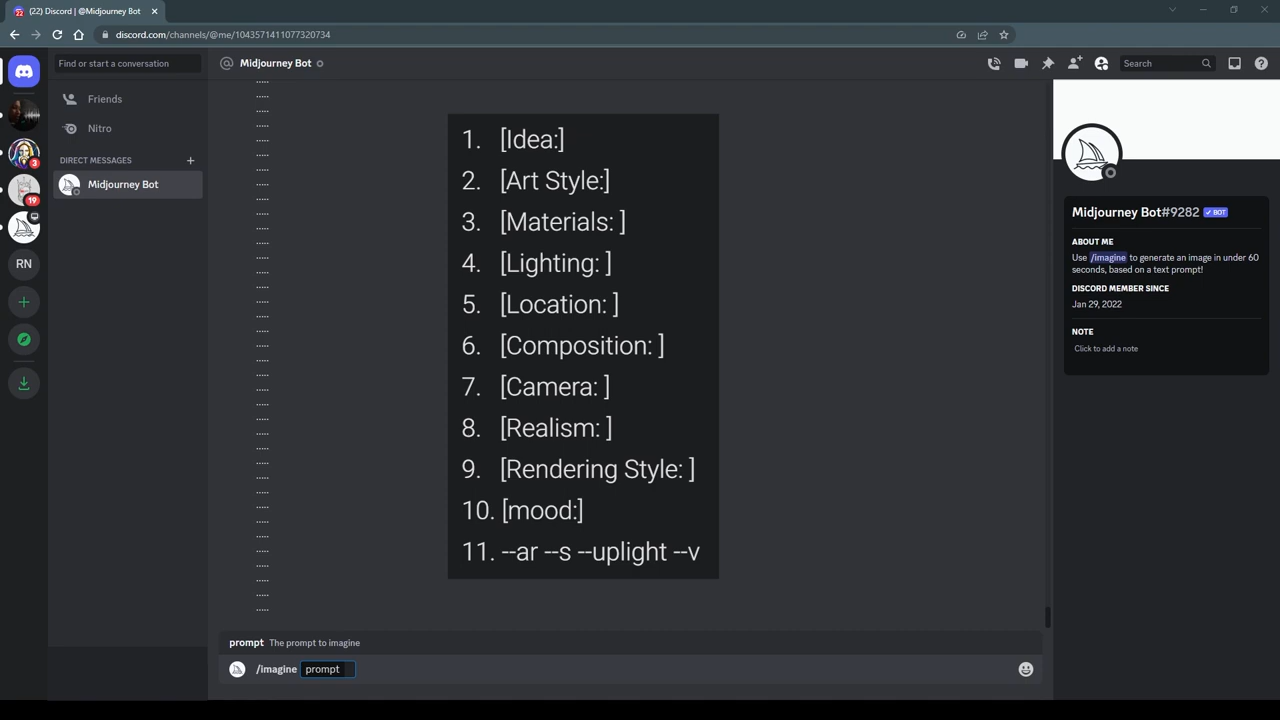 (22) Discord | @Midjourney Bot
discord.com/channels/@me/1043571411077320734
Find or start a conversation
Midjourney Bot
Search
Friends
Nitro
DIRECT MESSAGES
Midjourney Bot
22
3
19
RN
1. [Idea:]
2. [Art Style:]
3. [Materials: ]
4. [Lighting: ]
5. [Location: ]
6. [Composition: ]
7. [Camera: ]
8. [Realism: ]
9. [Rendering Style: ]
10. [mood:]
11. --ar --s --uplight --v
prompt The prompt to imagine
/imagine prompt
Midjourney Bot#9282 ✓ BOT
ABOUT ME
Use /imagine to generate an image in under 60
seconds, based on a text prompt!
DISCORD MEMBER SINCE
Jan 29, 2022
NOTE
Click to add a note